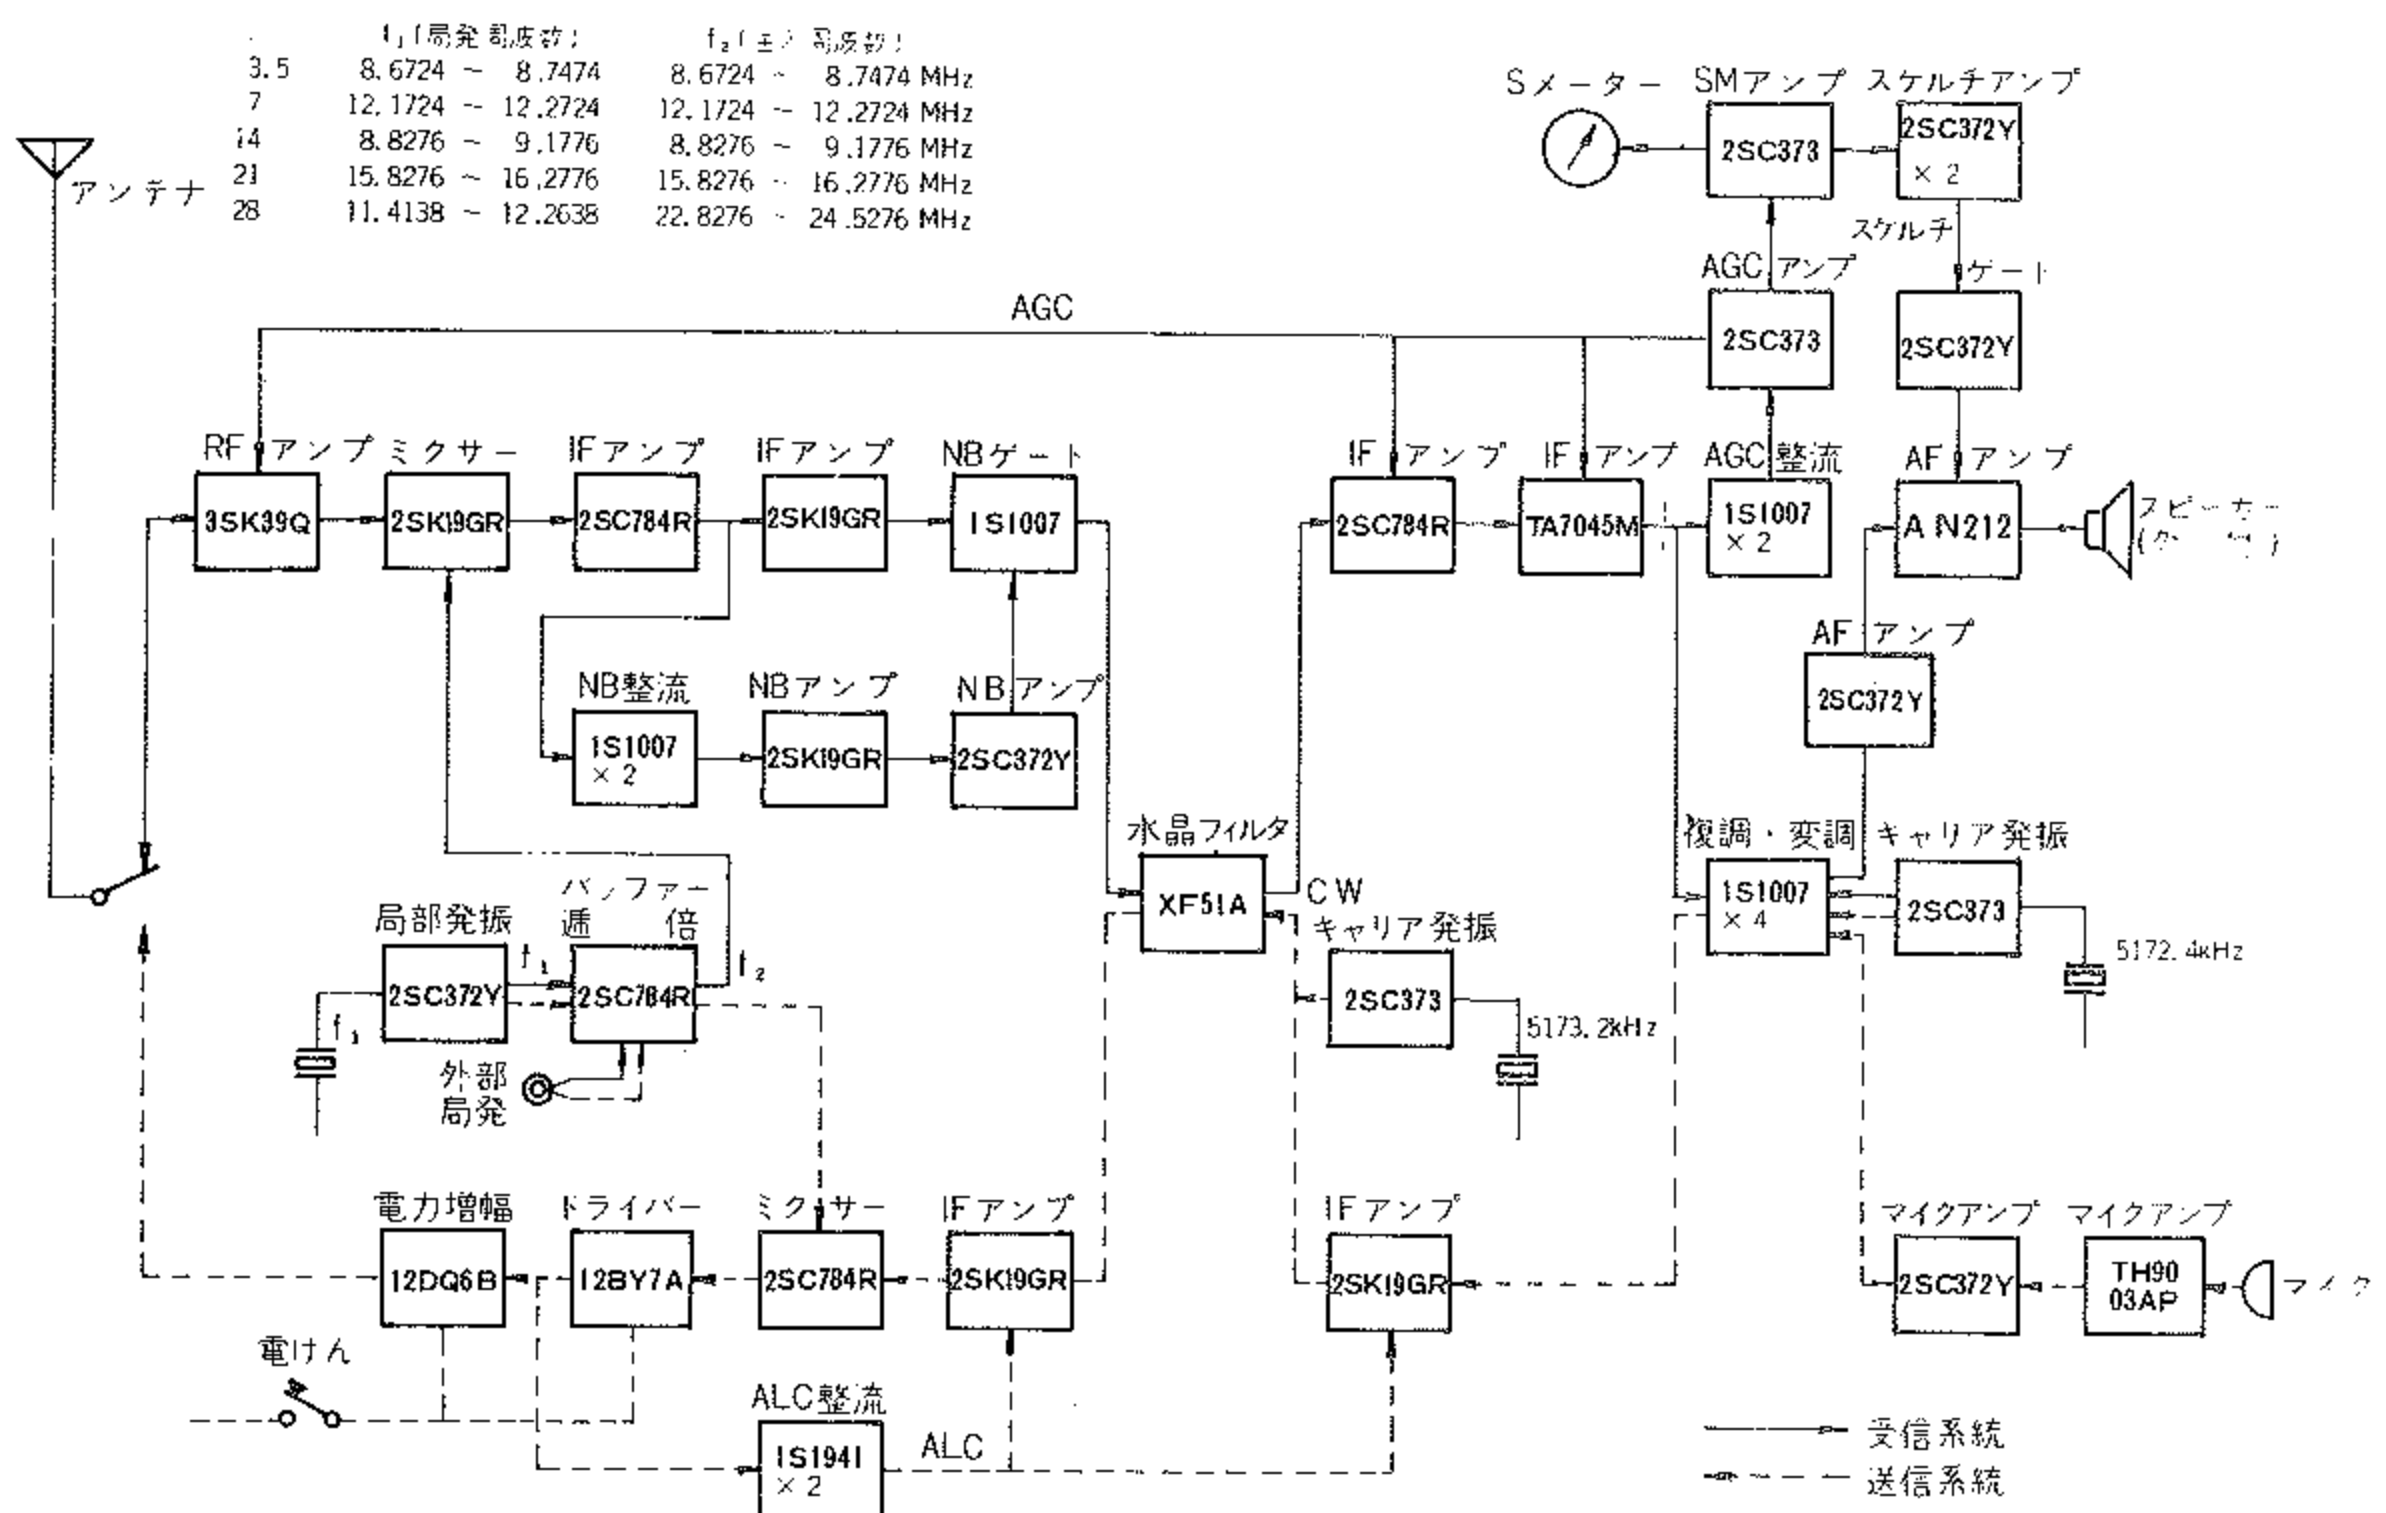 f₁(局発周波数) f₂(注入周波数)
3.5 8.6724 ~ 8.7474 8.6724 ~ 8.7474 MHz
7 12.1724 ~ 12.2724 12.1724 ~ 12.2724 MHz
14 8.8276 ~ 9.1776 8.8276 ~ 9.1776 MHz
21 15.8276 ~ 16.2776 15.8276 ~ 16.2776 MHz
28 11.4138 ~ 12.2638 22.8276 ~ 24.5276 MHz
アンテナ
Sメーター SMアンプ スケルチアンプ
2SC373 2SC372Y
×2
スケルチ
ゲート
AGCアンプ
AGC
2SC373 2SC372Y
RFアンプ ミクサー IFアンプ IFアンプ NBゲート IFアンプ IFアンプ AGC整流 AFアンプ
3SK39Q 2SK19GR 2SC784R 2SK19GR 1S1007 2SC784R TA7045M 1S1007 AN212 スピーカー
×2
AFアンプ
2SC372Y
NB整流 NBアンプ NBアンプ
1S1007 2SK19GR 2SC372Y
×2
水晶フィルタ 復調・変調 キャリア発振
XF51A 1S1007 2SC373
×4
5172.4kHz
CW
キャリア発振
2SC373
5173.2kHz
バッファー
局部発振 逓倍
f₁ f₂
2SC372Y 2SC784R
f₁
外部
局発
電力増幅 ドライバー ミクサー IFアンプ IFアンプ マイクアンプ マイクアンプ
12DQ6B 12BY7A 2SC784R 2SK19GR 2SK19GR 2SC372Y TH90 マイク
03AP
電けん
ALC整流
1S1941 ALC
×2
受信系統
送信系統